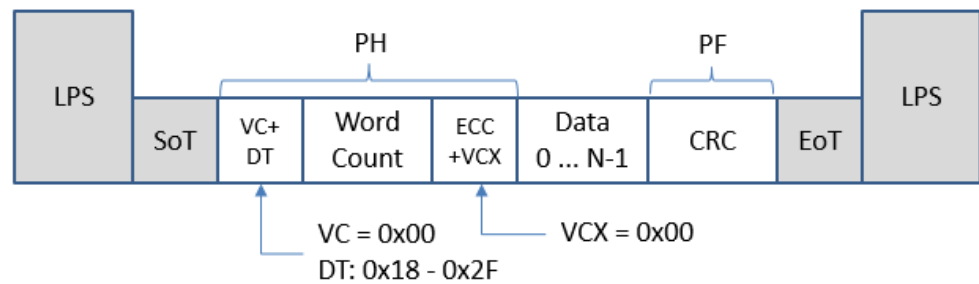 PH
PF
LPS
SoT
VC+
DT
Word
Count
ECC
+VCX
Data
0 ... N-1
CRC
EoT
LPS
VC = 0x00
DT: 0x18 - 0x2F
VCX = 0x00